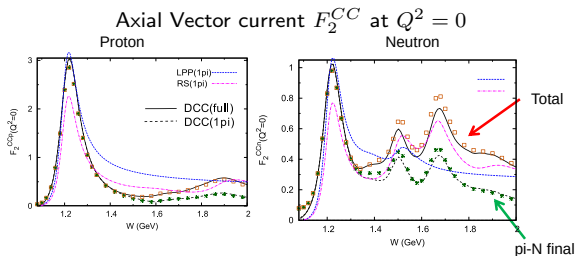 Axial Vector current F_2^{CC} at Q^2 = 0
Proton
Neutron
F_2^{CCp}(Q^2=0)
3
2
1
0
1.2
1.4
1.6
1.8
2
W (GeV)
LPP(1pi)
RS(1pi)
DCC(full)
DCC(1pi)
F_2^{CCn}(Q^2=0)
1
0.8
0.6
0.4
0.2
0
1.2
1.4
1.6
1.8
2
W (GeV)
Total
pi-N final